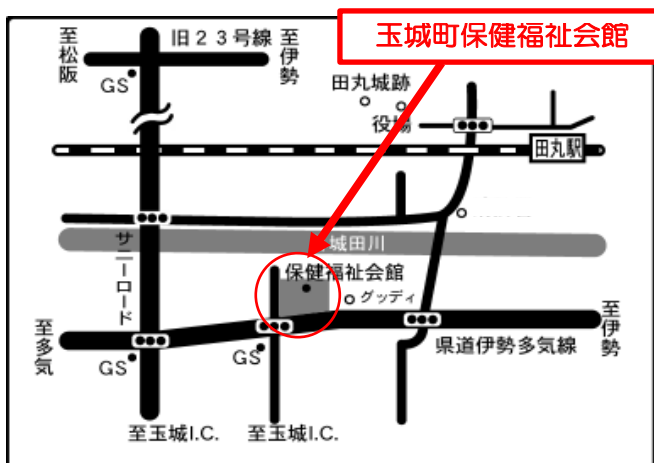 玉城町保健福祉会館
至松阪
旧23号線
至伊勢
GS
田丸城跡
役場
田丸駅
サニーロード
城田川
保健福祉会館
グッディ
至多気
GS
GS
県道伊勢多気線
至伊勢
至玉城I.C.
至玉城I.C.